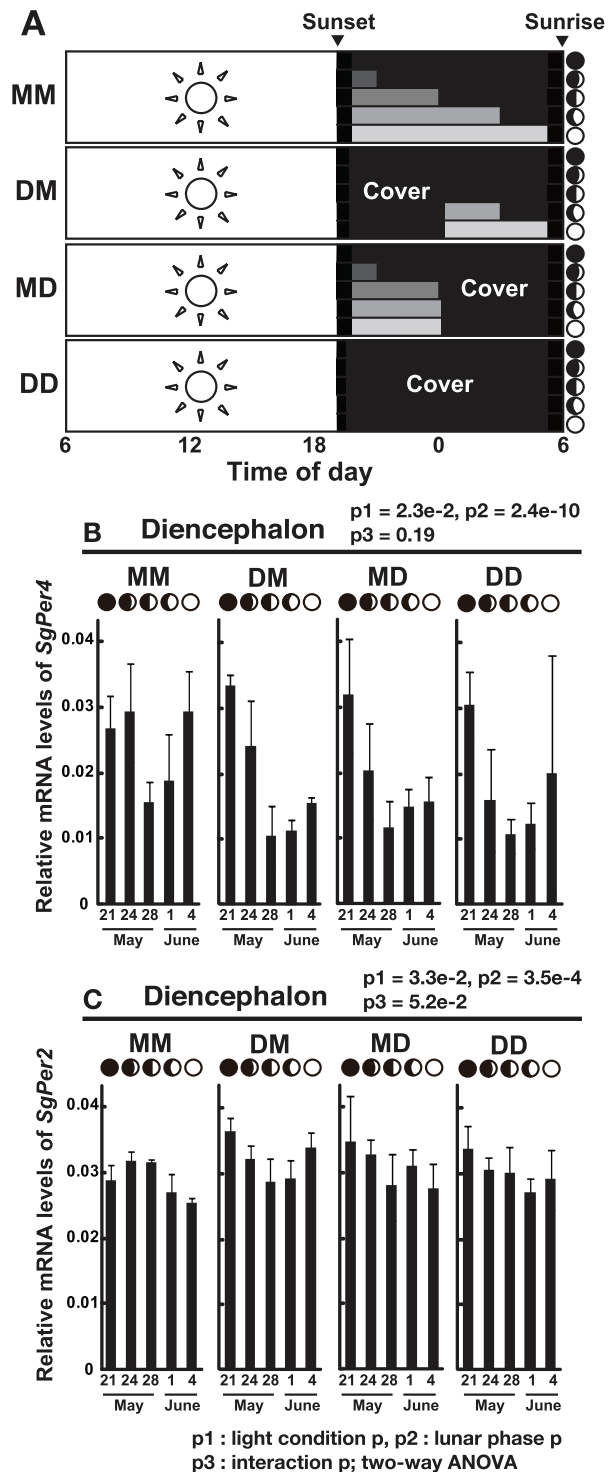 A
Sunset Sunrise
MM
DM Cover
MD Cover
DD Cover
6 12 18 0 6
Time of day
B Diencephalon p1 = 2.3e-2, p2 = 2.4e-10
p3 = 0.19
MM DM MD DD
Relative mRNA levels of SgPer4
0.04
0.03
0.02
0.01
0
21 24 28 1 4 21 24 28 1 4 21 24 28 1 4 21 24 28 1 4
May June May June May June May June
C Diencephalon p1 = 3.3e-2, p2 = 3.5e-4
p3 = 5.2e-2
MM DM MD DD
Relative mRNA levels of SgPer2
0.04
0.03
0.02
0.01
0
21 24 28 1 4 21 24 28 1 4 21 24 28 1 4 21 24 28 1 4
May June May June May June May June
p1 : light condition p, p2 : lunar phase p
p3 : interaction p; two-way ANOVA